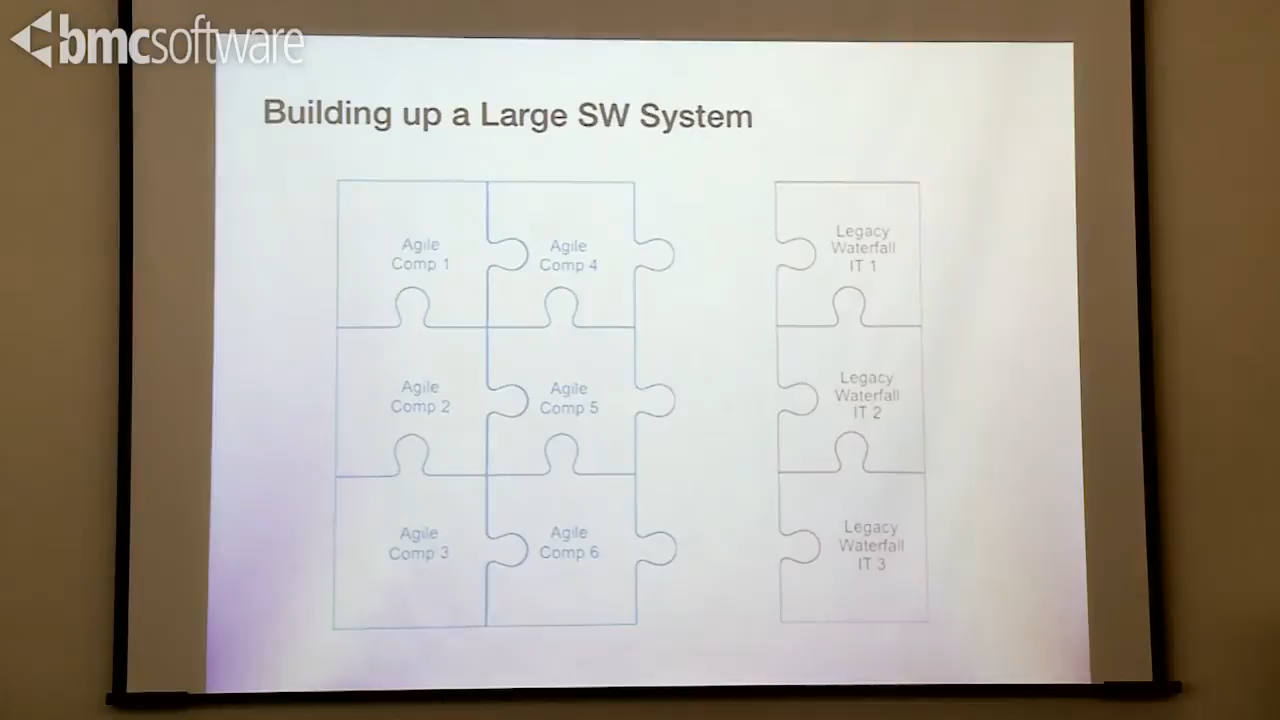 bmcsoftware
Building up a Large SW System
Agile
Comp 1
Agile
Comp 4
Legacy
Waterfall
IT 1
Agile
Comp 2
Agile
Comp 5
Legacy
Waterfall
IT 2
Agile
Comp 3
Agile
Comp 6
Legacy
Waterfall
IT 3